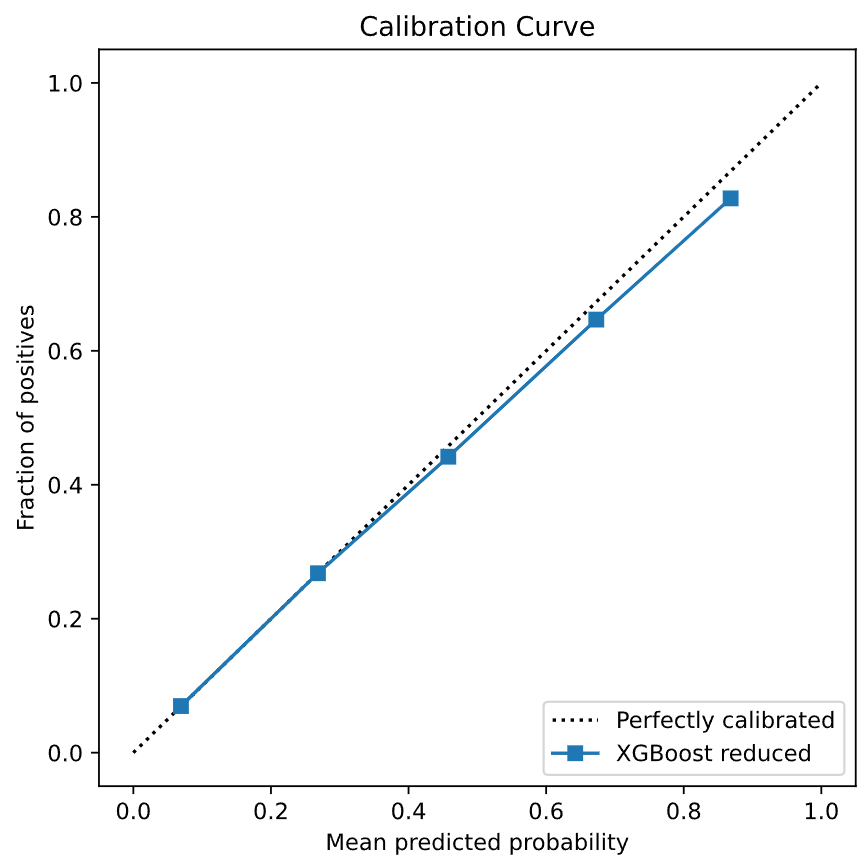 Calibration Curve
Fraction of positives
1.0
0.8
0.6
0.4
0.2
0.0
Perfectly calibrated
XGBoost reduced
0.0 0.2 0.4 0.6 0.8 1.0
Mean predicted probability